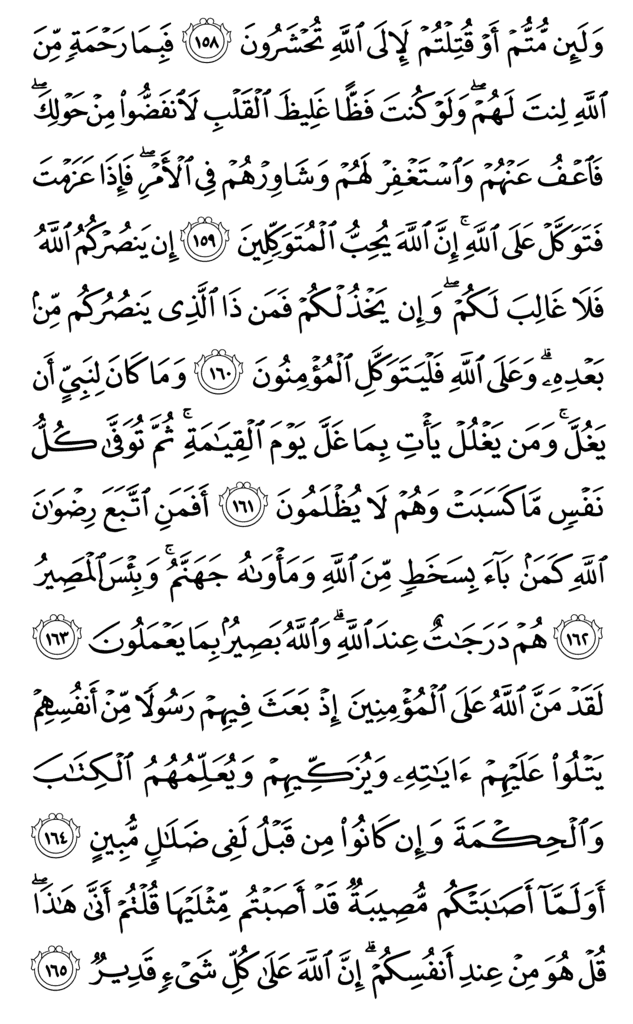 وَلَئِن مُّتُّمْ أَوْ قُتِلْتُمْ لَإِلَى ٱللَّهِ تُحْشَرُونَ ١٥٨ فَبِمَا رَحْمَةٍ مِّنَ
ٱللَّهِ لِنتَ لَهُمْ ۖ وَلَوْ كُنتَ فَظًّا غَلِيظَ ٱلْقَلْبِ لَٱنفَضُّوا۟ مِنْ حَوْلِكَ ۖ
فَٱعْفُ عَنْهُمْ وَٱسْتَغْفِرْ لَهُمْ وَشَاوِرْهُمْ فِى ٱلْأَمْرِ ۖ فَإِذَا عَزَمْتَ
فَتَوَكَّلْ عَلَى ٱللَّهِ ۚ إِنَّ ٱللَّهَ يُحِبُّ ٱلْمُتَوَكِّلِينَ ١٥٩ إِن يَنصُرْكُمُ ٱللَّهُ
فَلَا غَالِبَ لَكُمْ ۖ وَإِن يَخْذُلْكُمْ فَمَن ذَا ٱلَّذِى يَنصُرُكُم مِّنۢ
بَعْدِهِۦ ۗ وَعَلَى ٱللَّهِ فَلْيَتَوَكَّلِ ٱلْمُؤْمِنُونَ ١٦٠ وَمَا كَانَ لِنَبِىٍّ أَن
يَغُلَّ ۚ وَمَن يَغْلُلْ يَأْتِ بِمَا غَلَّ يَوْمَ ٱلْقِيَٰمَةِ ۚ ثُمَّ تُوَفَّىٰ كُلُّ
نَفْسٍ مَّا كَسَبَتْ وَهُمْ لَا يُظْلَمُونَ ١٦١ أَفَمَنِ ٱتَّبَعَ رِضْوَٰنَ
ٱللَّهِ كَمَنۢ بَآءَ بِسَخَطٍ مِّنَ ٱللَّهِ وَمَأْوَىٰهُ جَهَنَّمُ ۚ وَبِئْسَ ٱلْمَصِيرُ
١٦٢ هُمْ دَرَجَٰتٌ عِندَ ٱللَّهِ ۗ وَٱللَّهُ بَصِيرٌۢ بِمَا يَعْمَلُونَ ١٦٣
لَقَدْ مَنَّ ٱللَّهُ عَلَى ٱلْمُؤْمِنِينَ إِذْ بَعَثَ فِيهِمْ رَسُولًا مِّنْ أَنفُسِهِمْ
يَتْلُوا۟ عَلَيْهِمْ ءَايَٰتِهِۦ وَيُزَكِّيهِمْ وَيُعَلِّمُهُمُ ٱلْكِتَٰبَ
وَٱلْحِكْمَةَ وَإِن كَانُوا۟ مِن قَبْلُ لَفِى ضَلَٰلٍ مُّبِينٍ ١٦٤
أَوَلَمَّآ أَصَٰبَتْكُم مُّصِيبَةٌ قَدْ أَصَبْتُم مِّثْلَيْهَا قُلْتُمْ أَنَّىٰ هَٰذَا ۖ
قُلْ هُوَ مِنْ عِندِ أَنفُسِكُمْ ۗ إِنَّ ٱللَّهَ عَلَىٰ كُلِّ شَىْءٍ قَدِيرٌ ١٦٥